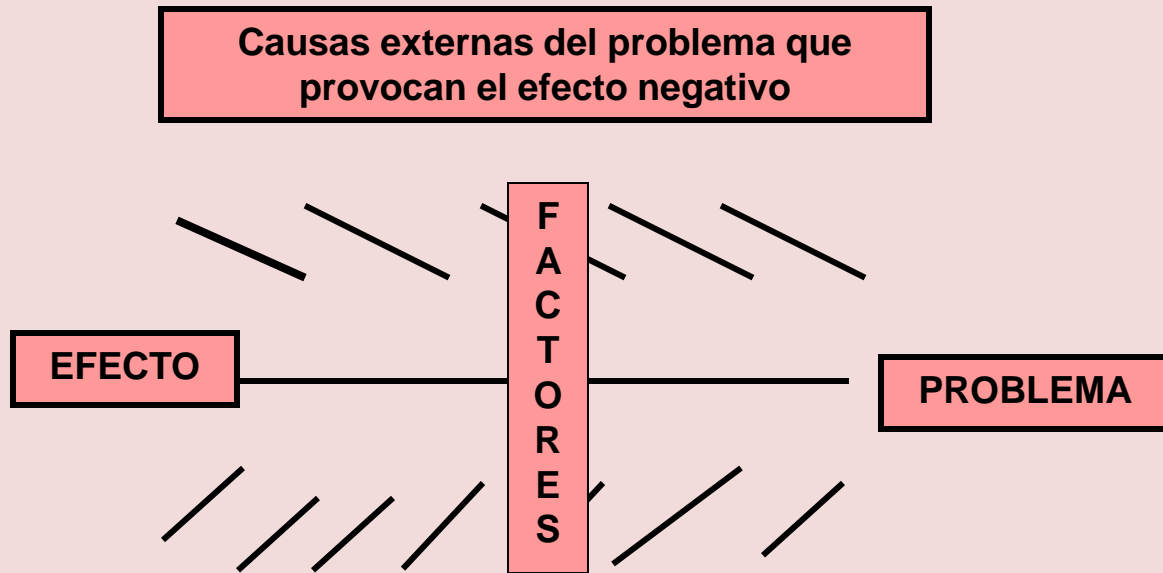 Causas externas del problema que
provocan el efecto negativo
F
A
C
T
O
R
E
S
EFECTO
PROBLEMA